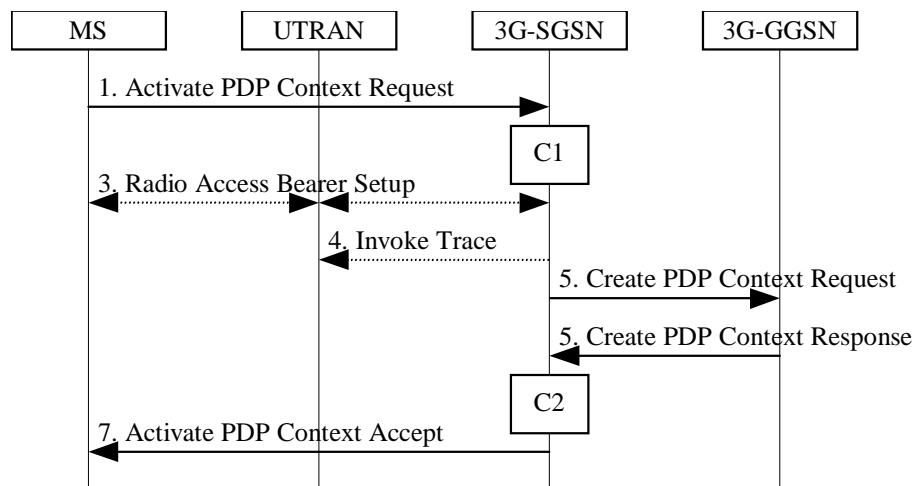 MS UTRAN 3G-SGSN 3G-GGSN
1. Activate PDP Context Request
C1
3. Radio Access Bearer Setup
4. Invoke Trace
5. Create PDP Context Request
5. Create PDP Context Response
C2
7. Activate PDP Context Accept